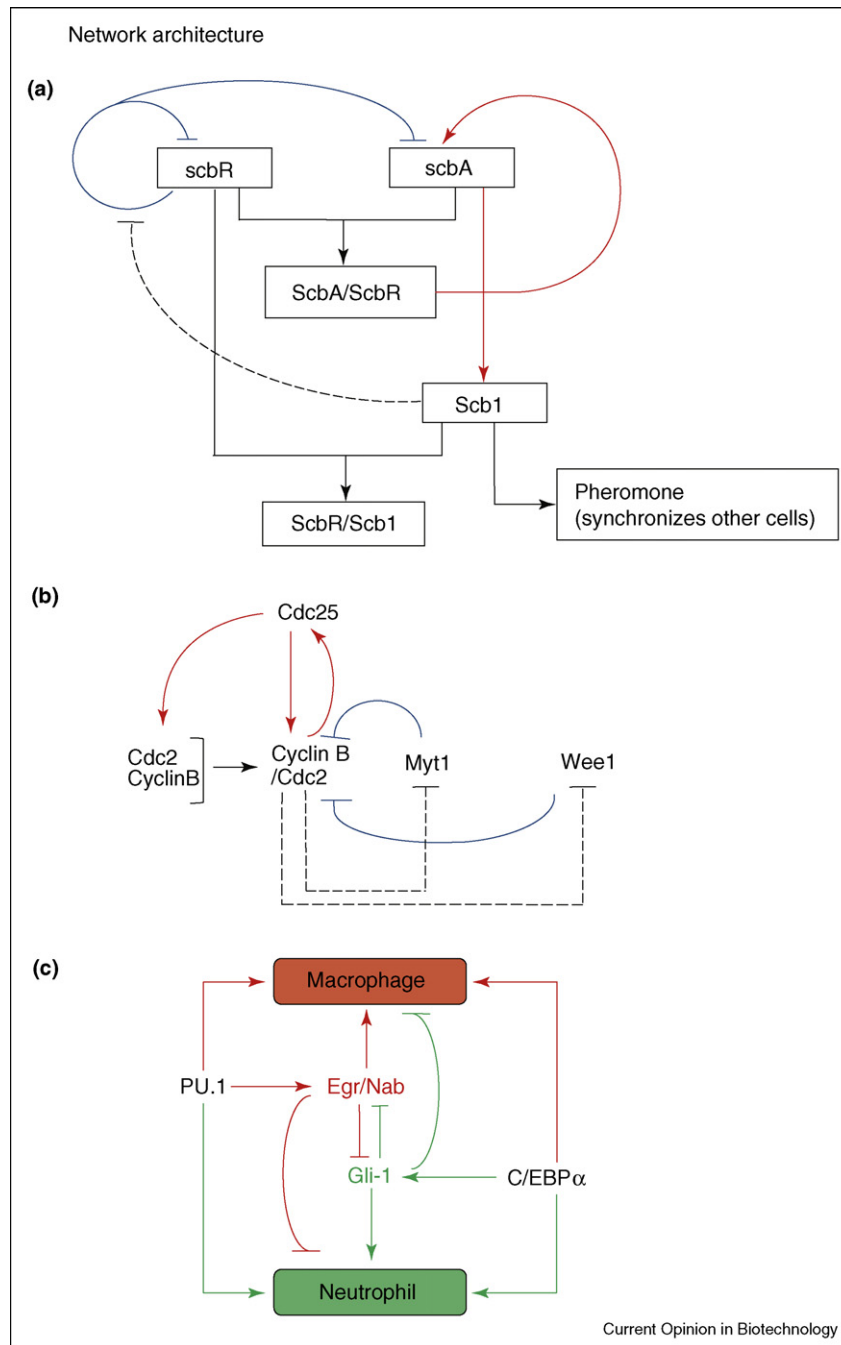 Network architecture
(a)
scbR
scbA
ScbA/ScbR
Scb1
Pheromone
(synchronizes other cells)
ScbR/Scb1
(b)
Cdc25
Cdc2
CyclinB
Cyclin B
/Cdc2
Myt1
Wee1
(c)
Macrophage
PU.1
Egr/Nab
Gli-1
C/EBPα
Neutrophil
Current Opinion in Biotechnology